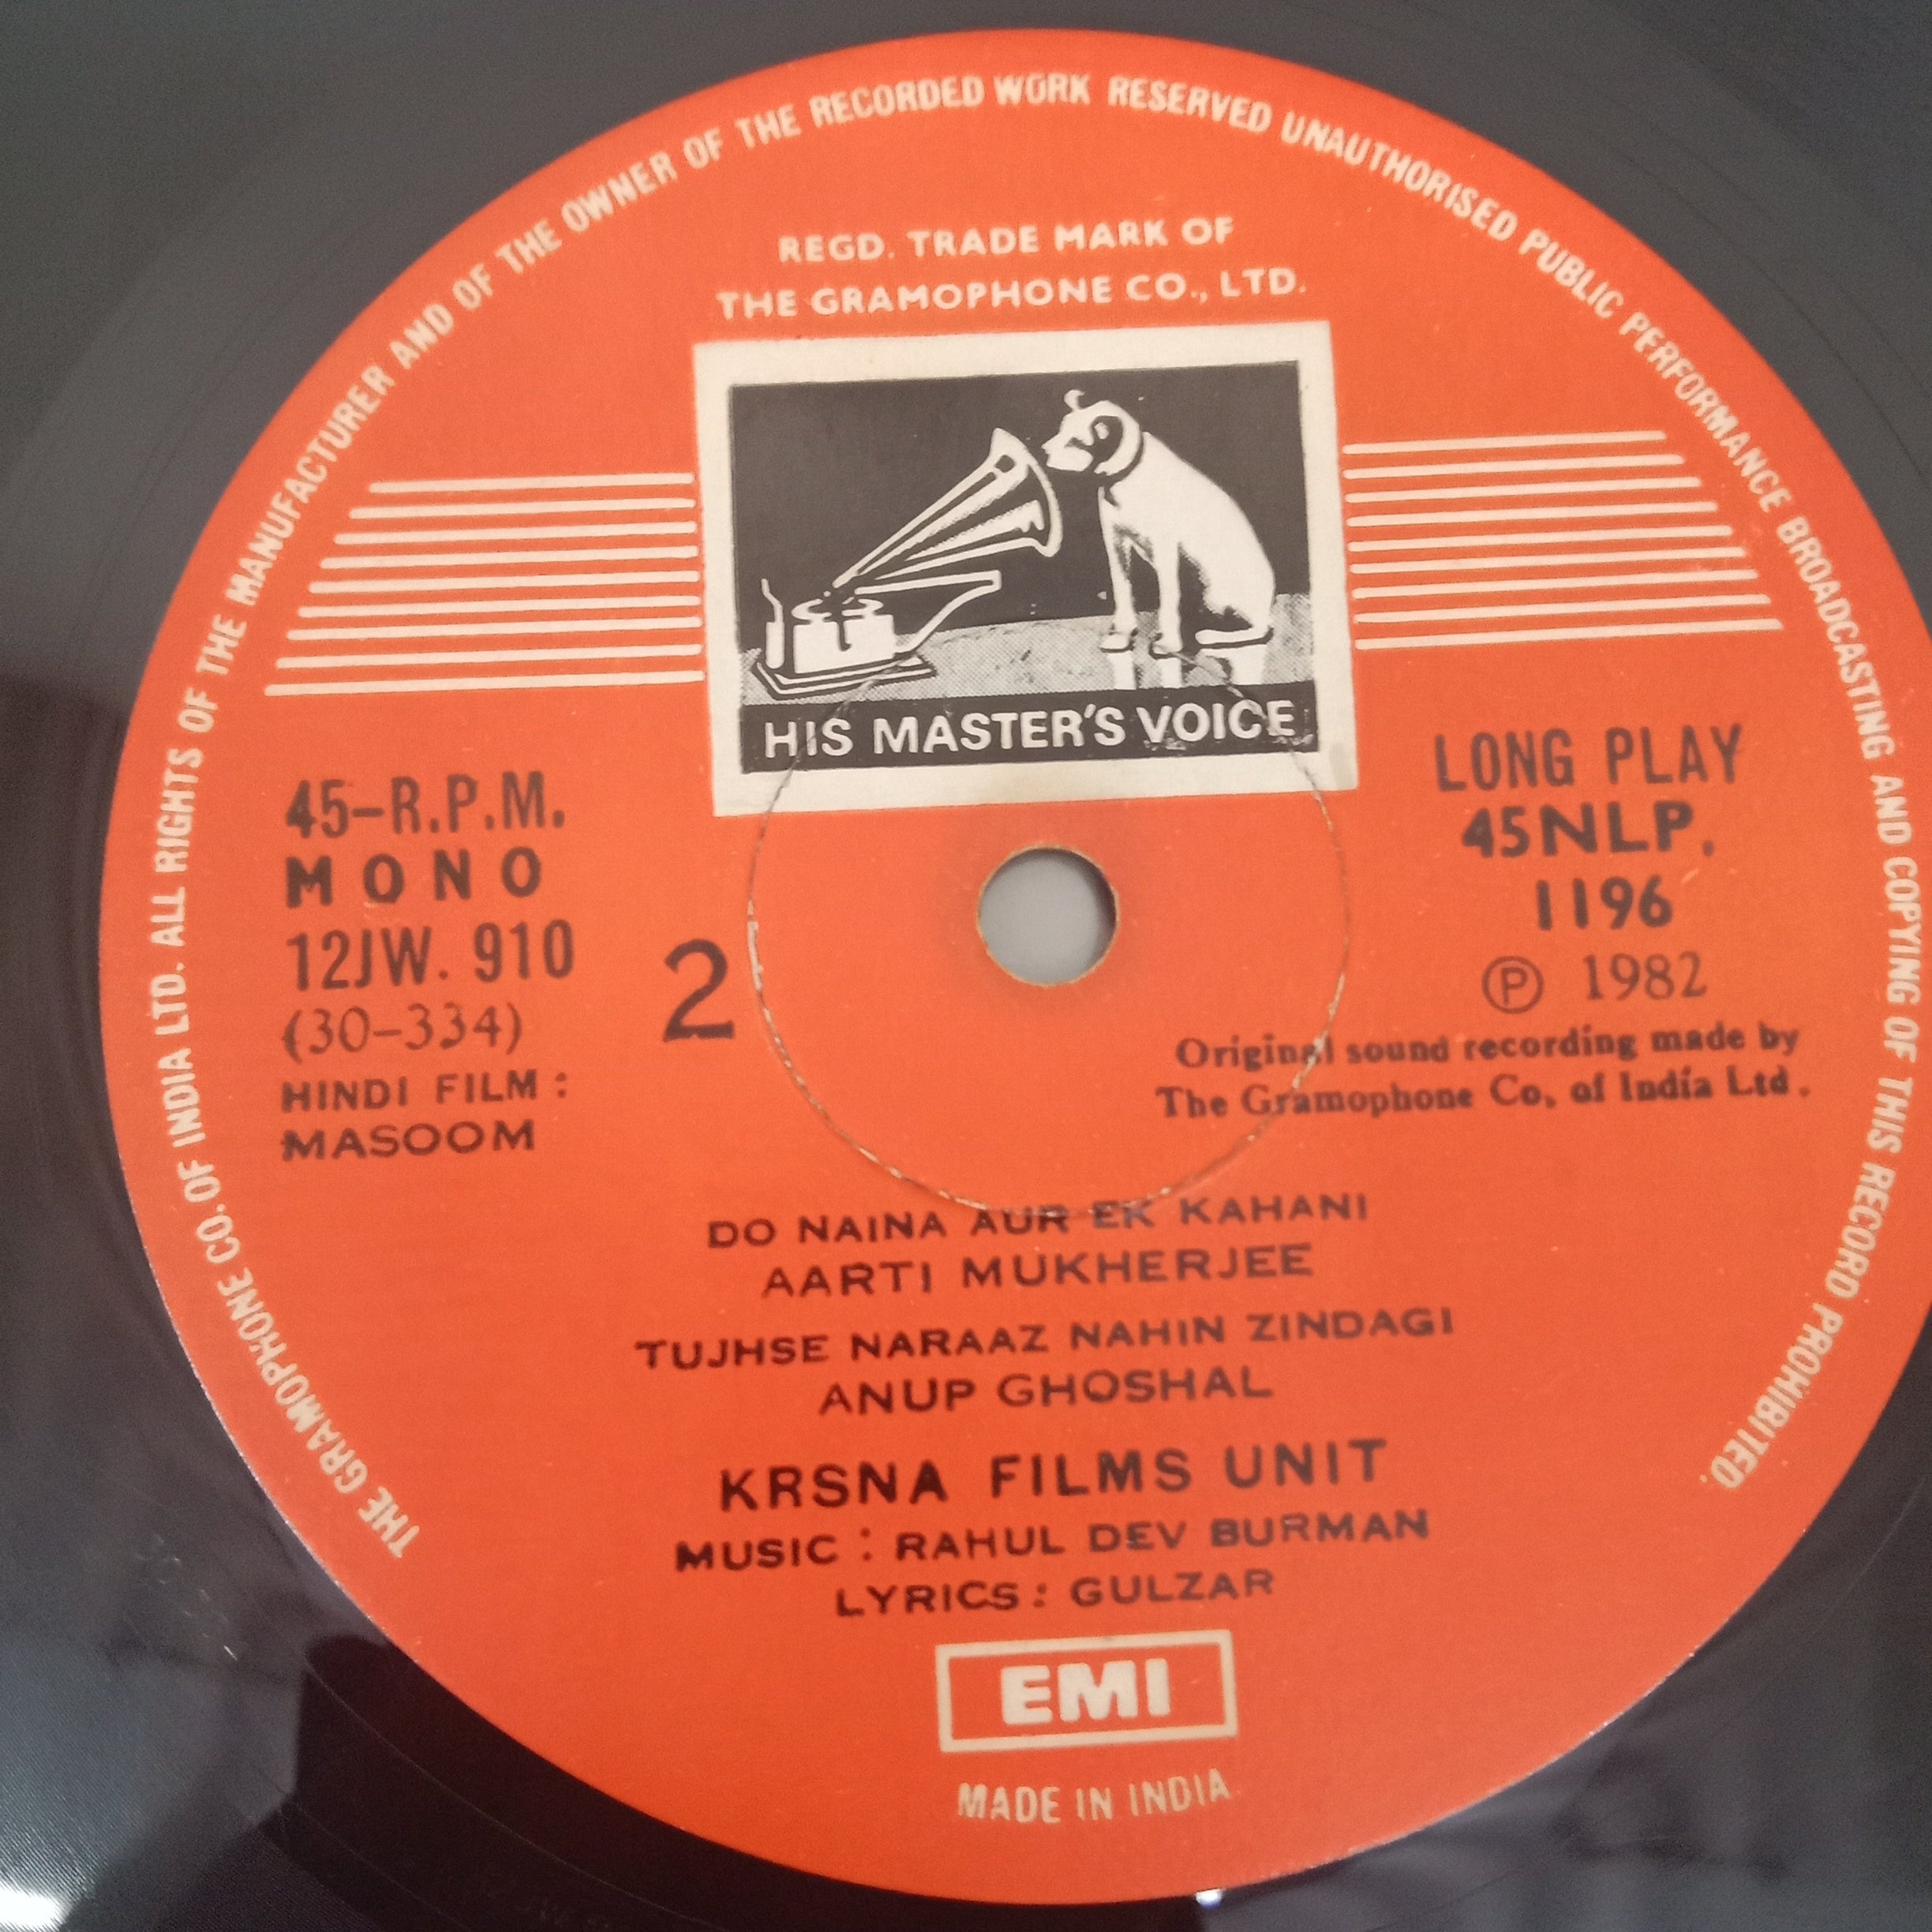 THE GRAMOPHONE CO. OF INDIA LTD. ALL RIGHTS OF THE MANUFACTURER AND OF THE OWNER OF THE RECORDED WORK RESERVED UNAUTHORISED PUBLIC PERFORMANCE BROADCASTING AND COPYING OF THIS RECORD PROHIBITED.
REGD. TRADE MARK OF
THE GRAMOPHONE CO., LTD.
HIS MASTER'S VOICE
45-R.P.M.
MONO
12JW. 910
(30-334)
HINDI FILM :
MASOOM
2
LONG PLAY
45NLP.
1196
Ⓟ 1982
Original sound recording made by
The Gramophone Co. of India Ltd.
DO NAINA AUR EK KAHANI
AARTI MUKHERJEE
TUJHSE NARAAZ NAHIN ZINDAGI
ANUP GHOSHAL
KRSNA FILMS UNIT
MUSIC : RAHUL DEV BURMAN
LYRICS : GULZAR
EMI
MADE IN INDIA